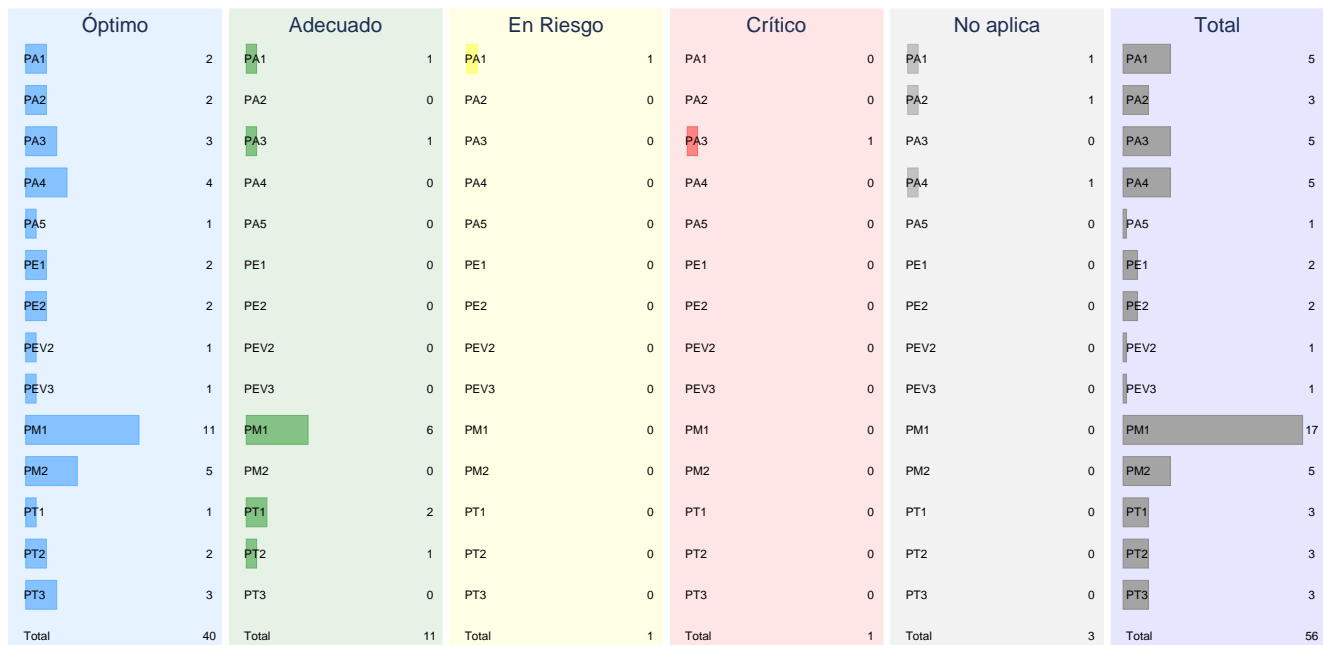 Óptimo Adecuado En Riesgo Crítico No aplica Total
PA1 2 PA1 1 PA1 1 PA1 0 PA1 1 PA1 5
PA2 2 PA2 0 PA2 0 PA2 0 PA2 1 PA2 3
PA3 3 PA3 1 PA3 0 PA3 1 PA3 0 PA3 5
PA4 4 PA4 0 PA4 0 PA4 0 PA4 1 PA4 5
PA5 1 PA5 0 PA5 0 PA5 0 PA5 0 PA5 1
PE1 2 PE1 0 PE1 0 PE1 0 PE1 0 PE1 2
PE2 2 PE2 0 PE2 0 PE2 0 PE2 0 PE2 2
PEV2 1 PEV2 0 PEV2 0 PEV2 0 PEV2 0 PEV2 1
PEV3 1 PEV3 0 PEV3 0 PEV3 0 PEV3 0 PEV3 1
PM1 11 PM1 6 PM1 0 PM1 0 PM1 0 PM1 17
PM2 5 PM2 0 PM2 0 PM2 0 PM2 0 PM2 5
PT1 1 PT1 2 PT1 0 PT1 0 PT1 0 PT1 3
PT2 2 PT2 1 PT2 0 PT2 0 PT2 0 PT2 3
PT3 3 PT3 0 PT3 0 PT3 0 PT3 0 PT3 3
Total 40 Total 11 Total 1 Total 1 Total 3 Total 56